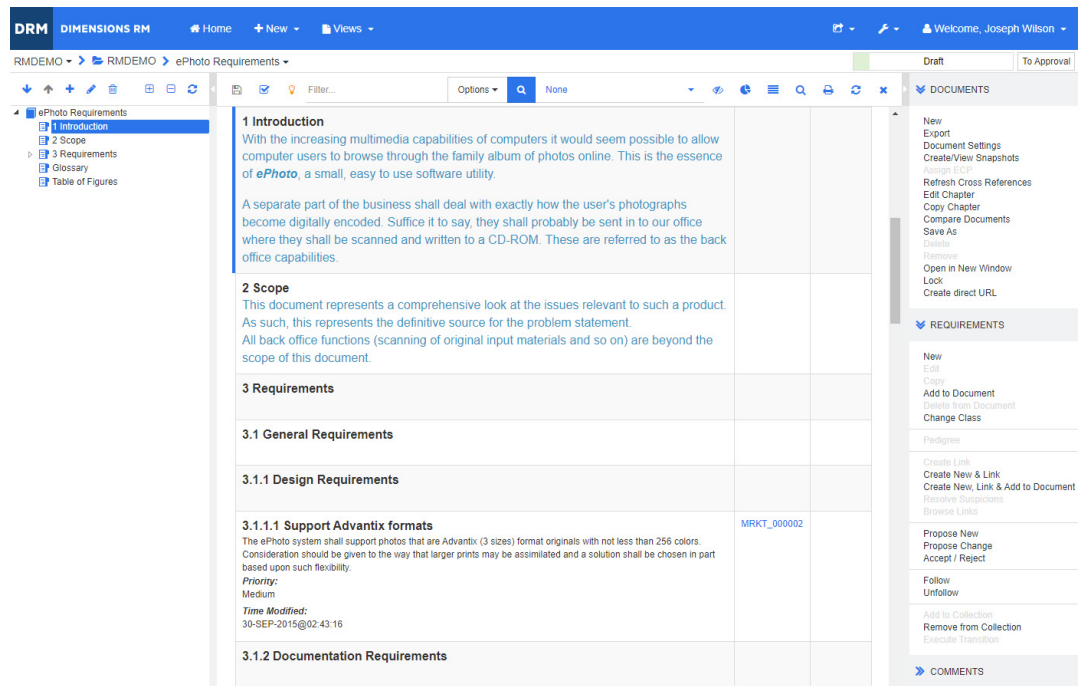 DRM DIMENSIONS RM Home New Views Welcome, Joseph Wilson
RMDEMO RMDEMO ePhoto Requirements Draft To Approval
Filter... Options None
ePhoto Requirements
1 Introduction
2 Scope
3 Requirements
Glossary
Table of Figures
1 Introduction
With the increasing multimedia capabilities of computers it would seem possible to allow
computer users to browse through the family album of photos online. This is the essence
of ePhoto, a small, easy to use software utility.
A separate part of the business shall deal with exactly how the user's photographs
become digitally encoded. Suffice it to say, they shall probably be sent in to our office
where they shall be scanned and written to a CD-ROM. These are referred to as the back
office capabilities.
2 Scope
This document represents a comprehensive look at the issues relevant to such a product.
As such, this represents the definitive source for the problem statement.
All back office functions (scanning of original input materials and so on) are beyond the
scope of this document.
3 Requirements
3.1 General Requirements
3.1.1 Design Requirements
3.1.1.1 Support Advantix formats MRKT_000002
The ePhoto system shall support photos that are Advantix (3 sizes) format originals with not less than 256 colors.
Consideration should be given to the way that larger prints may be assimilated and a solution shall be chosen in part
based upon such flexibility.
Priority:
Medium
Time Modified:
30-SEP-2015@02:43:16
3.1.2 Documentation Requirements
DOCUMENTS
New
Export
Document Settings
Create/View Snapshots
Assign ECP
Refresh Cross References
Edit Chapter
Copy Chapter
Compare Documents
Save As
Delete
Remove
Open in New Window
Lock
Create direct URL
REQUIREMENTS
New
Edit
Copy
Add to Document
Delete from Document
Change Class
Pedigree
Create Link
Create New & Link
Create New, Link & Add to Document
Resolve Suspicions
Browse Links
Propose New
Propose Change
Accept / Reject
Follow
Unfollow
Add to Collection
Remove from Collection
Execute Transition
COMMENTS